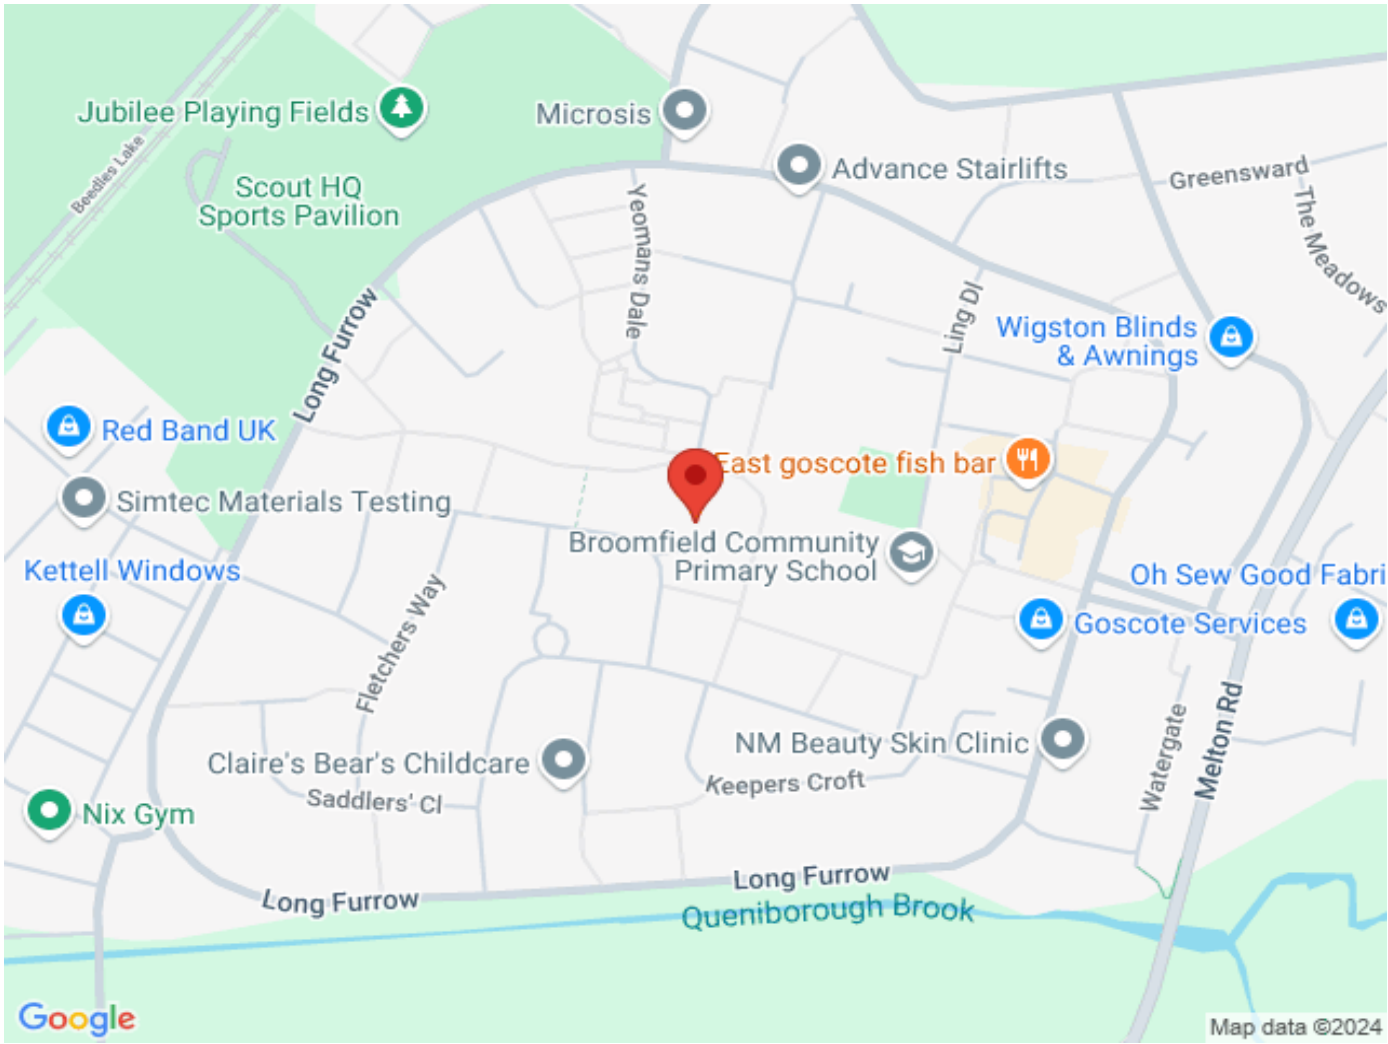 Jubilee Playing Fields
Microsis
Beedles Lake
Advance Stairlifts
Greensward
Scout HQ
Sports Pavilion
Yeomans Dale
The Meadows
Ling Dl
Long Furrow
Wigston Blinds
& Awnings
Red Band UK
East goscote fish bar
Simtec Materials Testing
Broomfield Community
Primary School
Kettell Windows
Oh Sew Good Fabri
Fletchers Way
Goscote Services
Melton Rd
Watergate
NM Beauty Skin Clinic
Claire's Bear's Childcare
Keepers Croft
Saddlers' Cl
Nix Gym
Long Furrow
Long Furrow
Queniborough Brook
Google
Map data ©2024